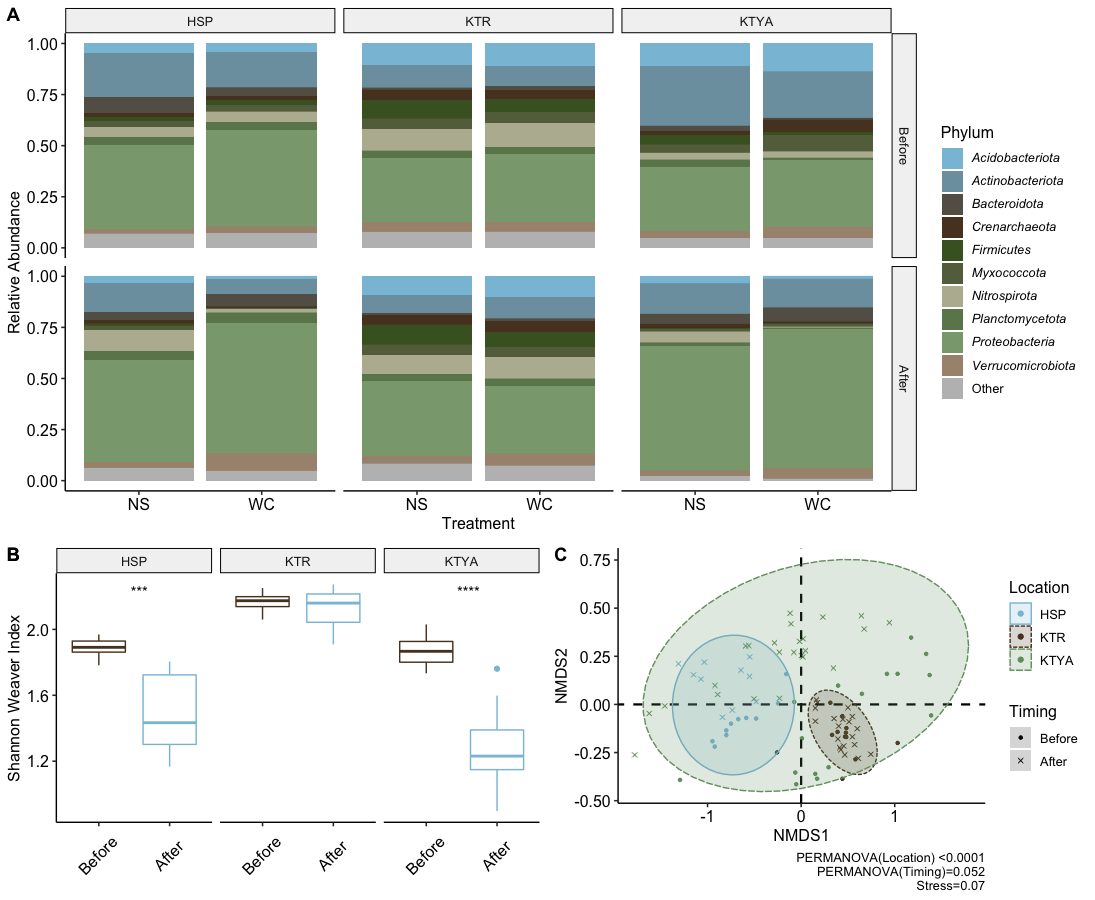 A
HSP
KTR
KTYA
1.00
0.75
0.50
0.25
0.00
Before
1.00
0.75
0.50
0.25
0.00
After
Relative Abundance
NS
WC
NS
WC
NS
WC
Treatment
Phylum
Acidobacteriota
Actinobacteriota
Bacteroidota
Crenarchaeota
Firmicutes
Myxococcota
Nitrospirota
Planctomycetota
Proteobacteria
Verrucomicrobiota
Other
B
HSP
KTR
KTYA
***
****
Shannon Weaver Index
2.0
1.6
1.2
Before
After
Before
After
Before
After
C
0.75
0.50
0.25
0.00
-0.25
-0.50
NMDS2
-1
0
1
NMDS1
Location
HSP
KTR
KTYA
Timing
Before
After
PERMANOVA(Location) <0.0001
PERMANOVA(Timing)=0.052
Stress=0.07